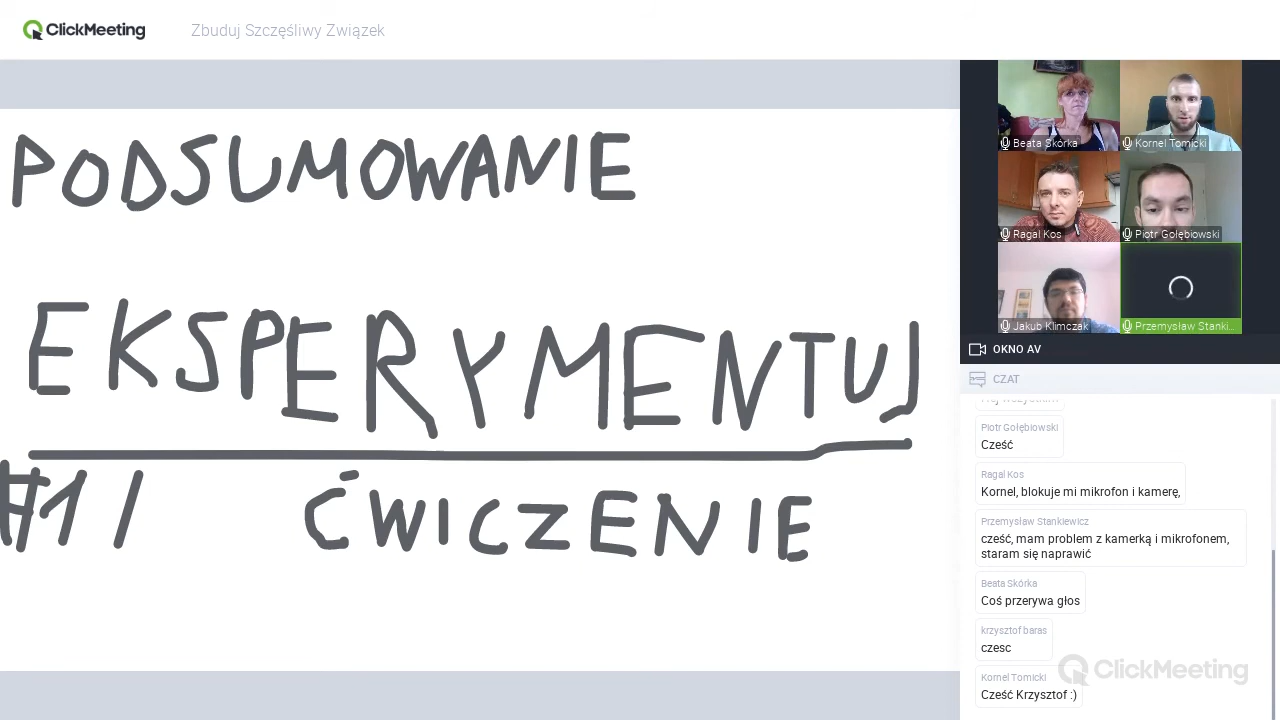 ClickMeeting
Zbuduj Szczęśliwy Związek
PODSUMOWANIE
EKSPERYMENTUJ
#1/ ĆWICZENIE
Beata Skórka
Kornel Tomicki
Ragal Kos
Piotr Gołębiowski
Jakub Klimczak
Przemysław Stanki...
OKNO AV
CZAT
Piotr Gołębiowski
Cześć
Ragal Kos
Kornel, blokuje mi mikrofon i kamerę,
Przemysław Stankiewicz
cześć, mam problem z kamerką i mikrofonem,
staram się naprawić
Beata Skórka
Coś przerywa głos
krzysztof baras
czesc
Kornel Tomicki
Cześć Krzysztof :)
ClickMeeting